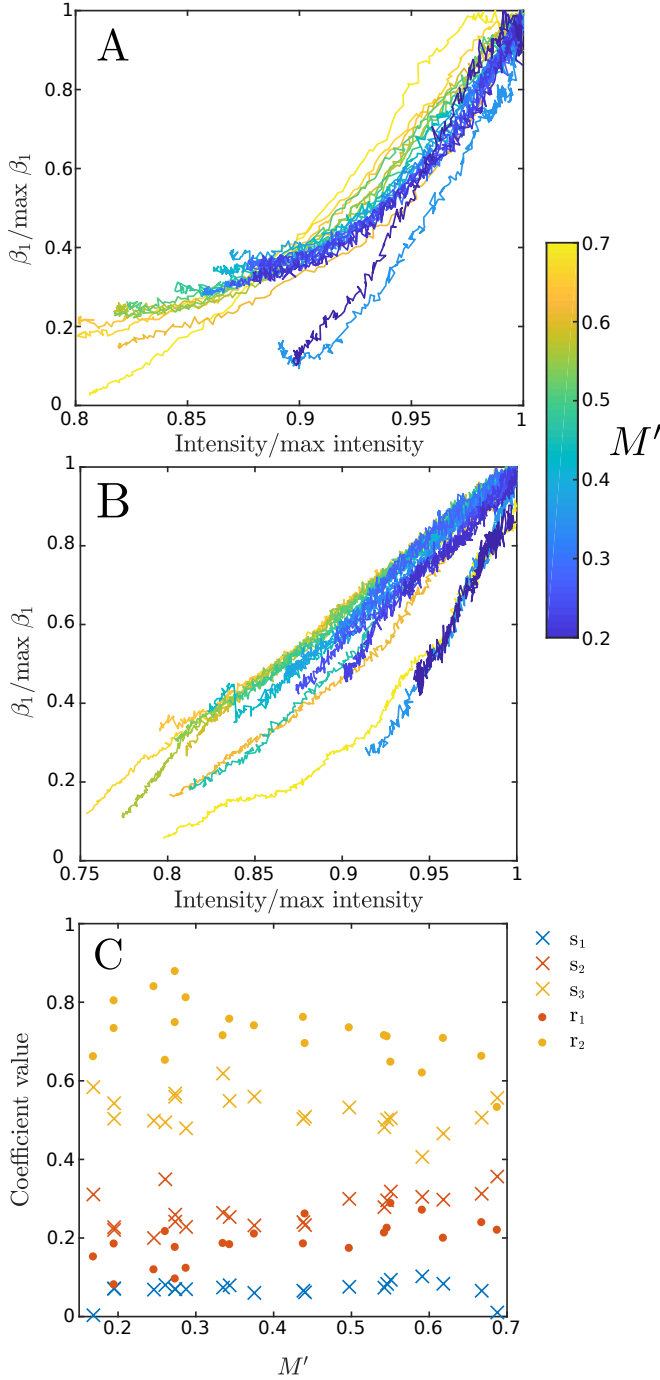 A
1
0.8
0.6
0.4
0.2
0
β₁/max β₁
0.8 0.85 0.9 0.95 1
Intensity/max intensity
0.7
0.6
0.5
0.4
0.3
0.2
M′
B
1
0.8
0.6
0.4
0.2
0
β₁/max β₁
0.75 0.8 0.85 0.9 0.95 1
Intensity/max intensity
C
1
0.8
0.6
0.4
0.2
0
Coefficient value
0.2 0.3 0.4 0.5 0.6 0.7
M′
s₁
s₂
s₃
r₁
r₂